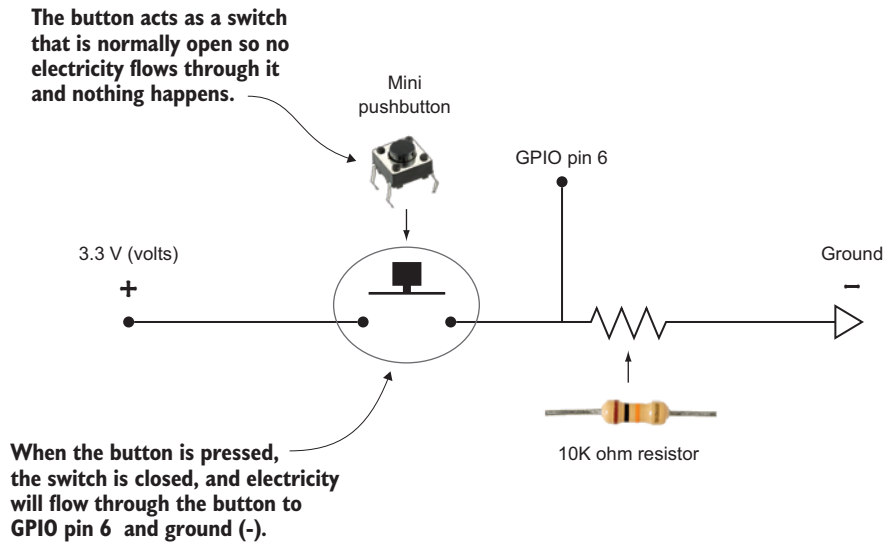 The button acts as a switch
that is normally open so no
electricity flows through it
and nothing happens.
Mini
pushbutton
GPIO pin 6
3.3 V (volts)
+
Ground
–
10K ohm resistor
When the button is pressed,
the switch is closed, and electricity
will flow through the button to
GPIO pin 6 and ground (-).